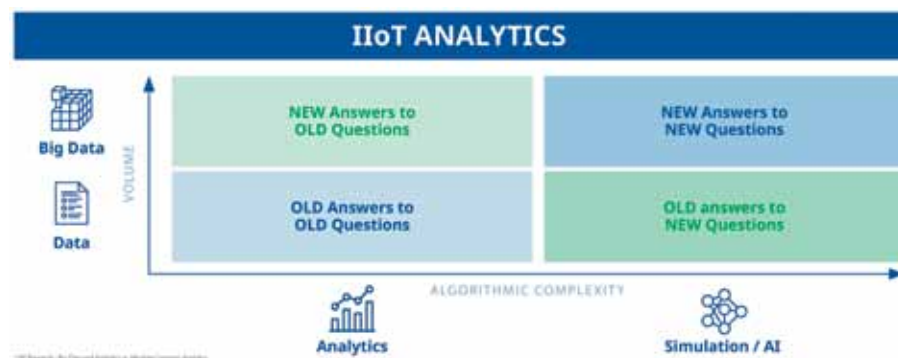 IIoT ANALYTICS
Big Data
Data
VOLUME
NEW Answers to
OLD Questions
NEW Answers to
NEW Questions
OLD Answers to
OLD Questions
OLD answers to
NEW Questions
ALGORITHMIC COMPLEXITY
Analytics
Simulation / AI